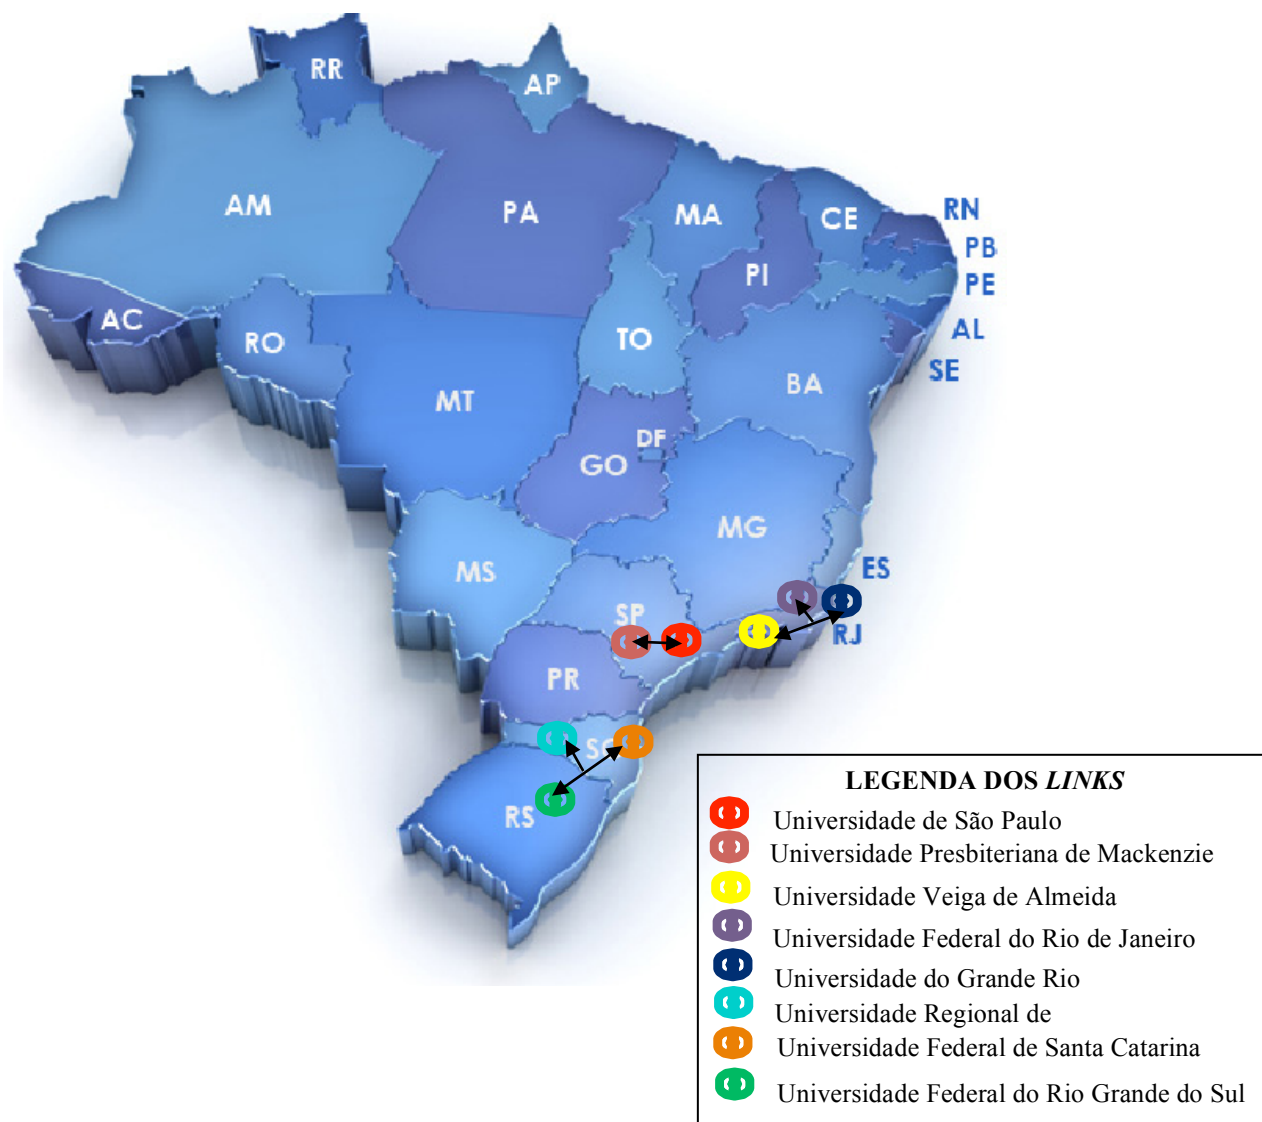 RR
AP
AM
PA
MA
CE
RN
PB
PI
PE
AC
RO
TO
AL
SE
MT
BA
DF
GO
MG
MS
ES
SP
RJ
PR
SC
RS
LEGENDA DOS LINKS
Universidade de São Paulo
Universidade Presbiteriana de Mackenzie
Universidade Veiga de Almeida
Universidade Federal do Rio de Janeiro
Universidade do Grande Rio
Universidade Regional de
Universidade Federal de Santa Catarina
Universidade Federal do Rio Grande do Sul